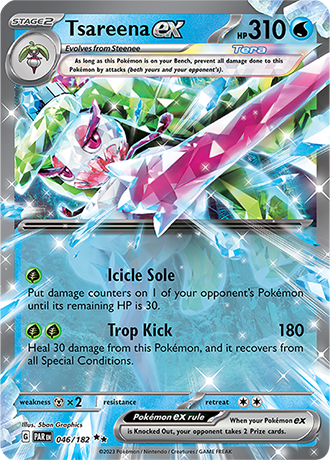 STAGE 2 Tsareena ex HP 310
Evolves from Steenee Tera
As long as this Pokémon is on your Bench, prevent all damage done to this
Pokémon by attacks (both yours and your opponent's).
Icicle Sole
Put damage counters on 1 of your opponent's Pokémon
until its remaining HP is 30.
Trop Kick 180
Heal 30 damage from this Pokémon, and it recovers from
all Special Conditions.
weakness ×2 resistance retreat
Illus. 5ban Graphics
Pokémon ex rule When your Pokémon ex
is Knocked Out, your opponent takes 2 Prize cards.
G PAR EN 046/182
©2023 Pokémon / Nintendo / Creatures / GAME FREAK